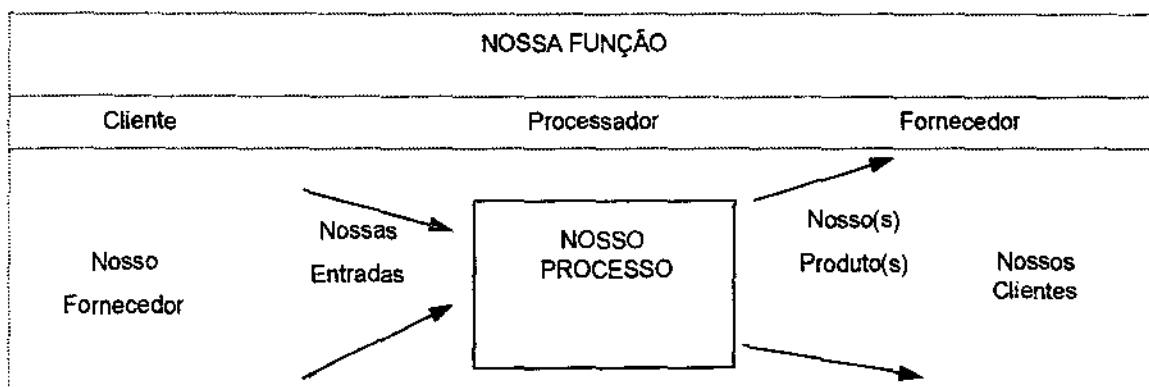 NOSSA FUNÇÃO
Cliente Processador Fornecedor
Nosso
Fornecedor
Nossas
Entradas
NOSSO
PROCESSO
Nosso(s)
Produto(s)
Nossos
Clientes